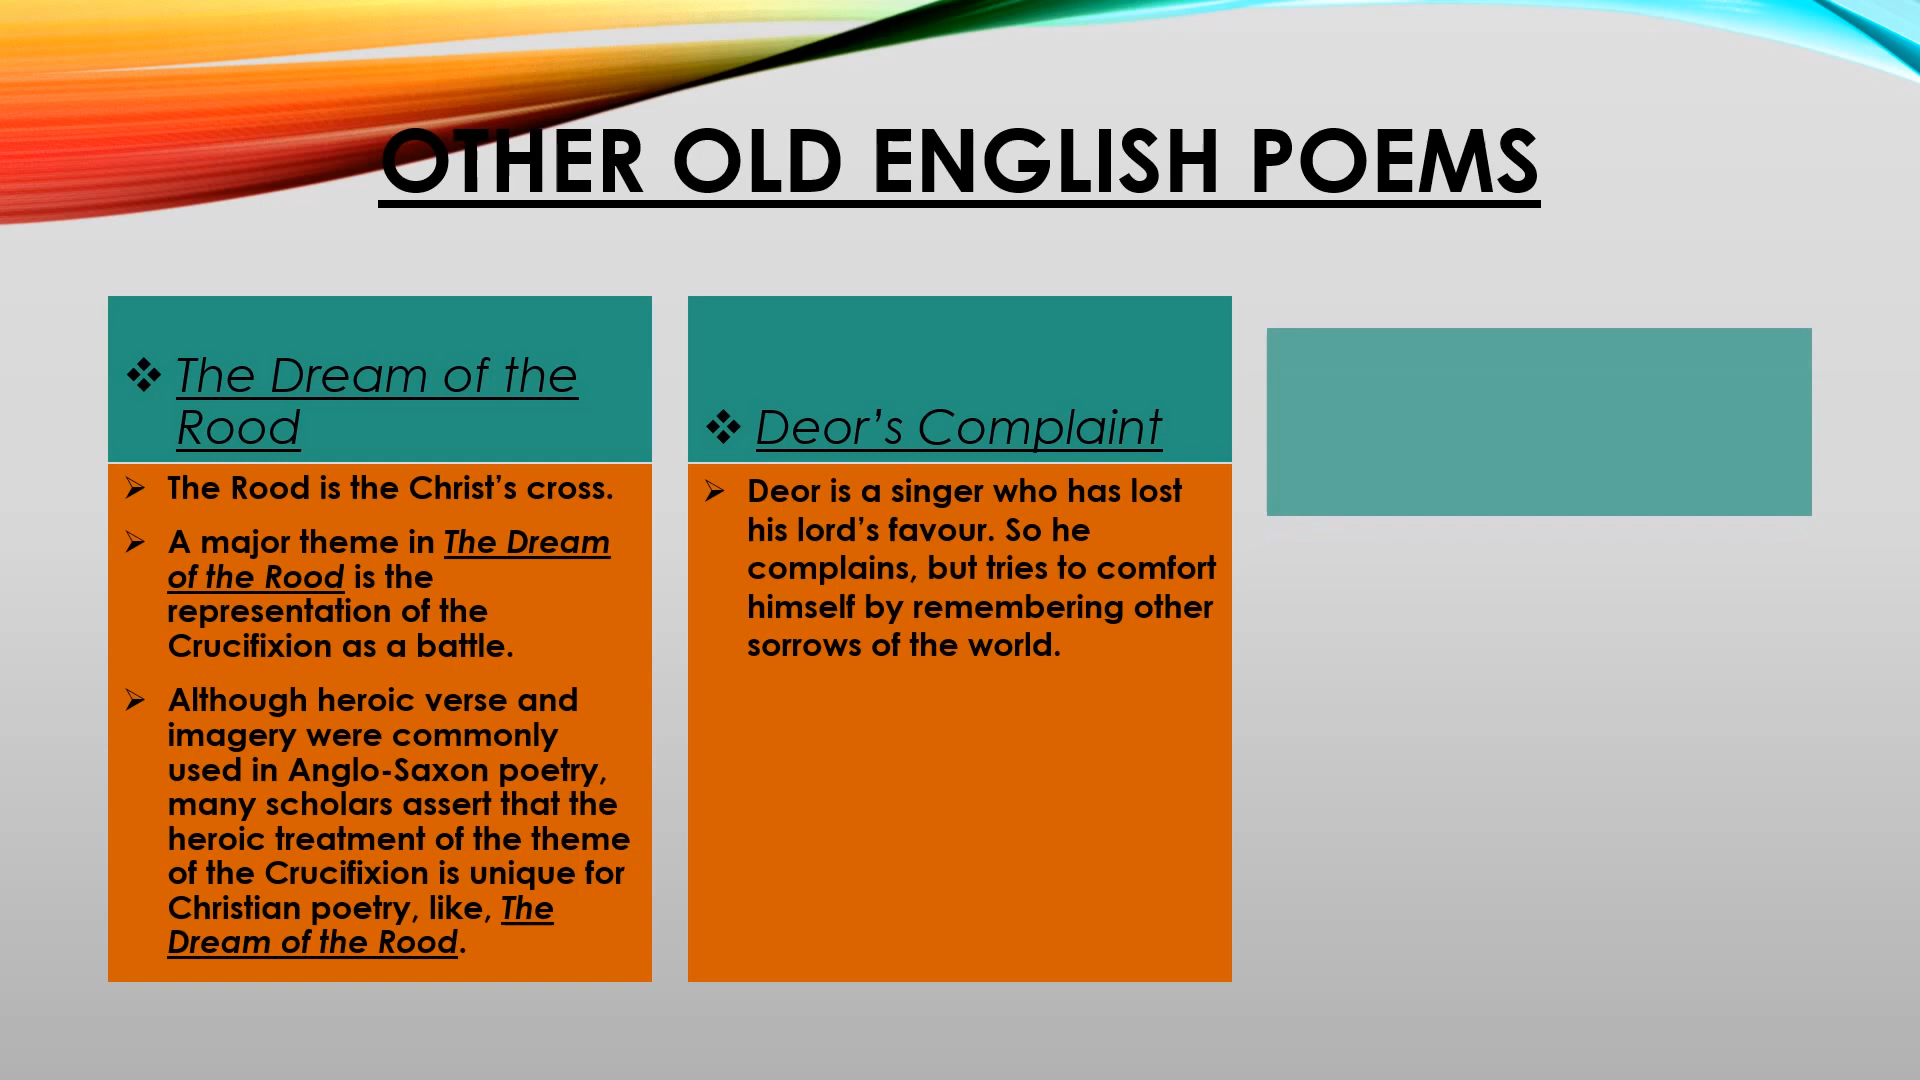 OTHER OLD ENGLISH POEMS
❖ The Dream of the
Rood
➢ The Rood is the Christ’s cross.
➢ A major theme in The Dream
of the Rood is the
representation of the
Crucifixion as a battle.
➢ Although heroic verse and
imagery were commonly
used in Anglo-Saxon poetry,
many scholars assert that the
heroic treatment of the theme
of the Crucifixion is unique for
Christian poetry, like, The
Dream of the Rood.
❖ Deor’s Complaint
➢ Deor is a singer who has lost
his lord’s favour. So he
complains, but tries to comfort
himself by remembering other
sorrows of the world.